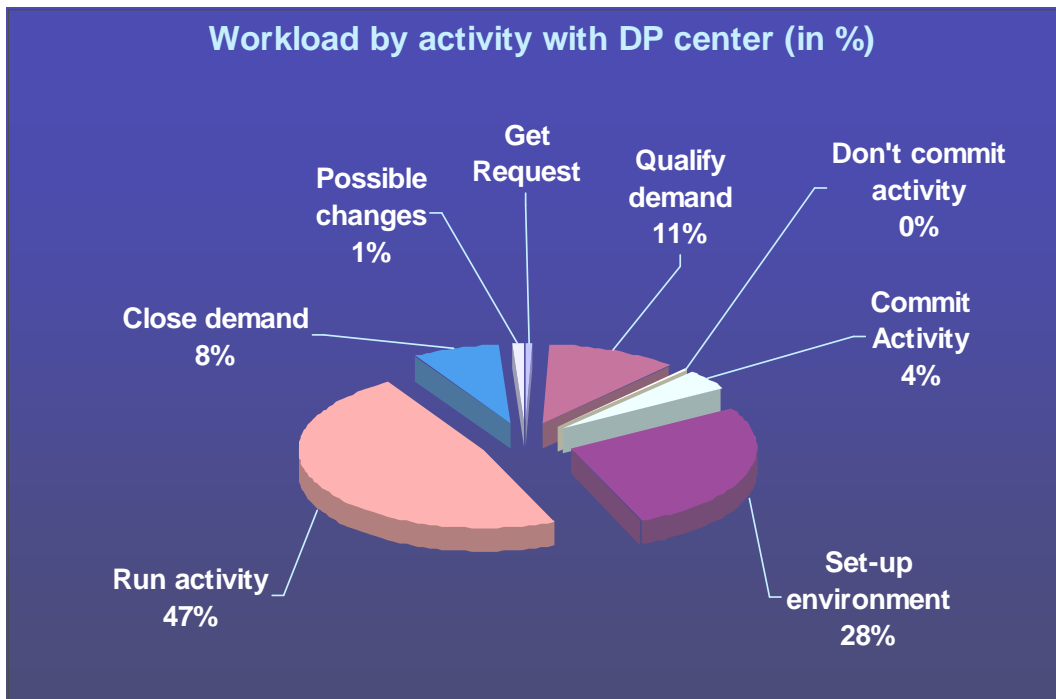 Workload by activity with DP center (in %)
Get
Request
Possible
changes
1%
Qualify
demand
11%
Don't commit
activity
0%
Close demand
8%
Commit
Activity
4%
Run activity
47%
Set-up
environment
28%